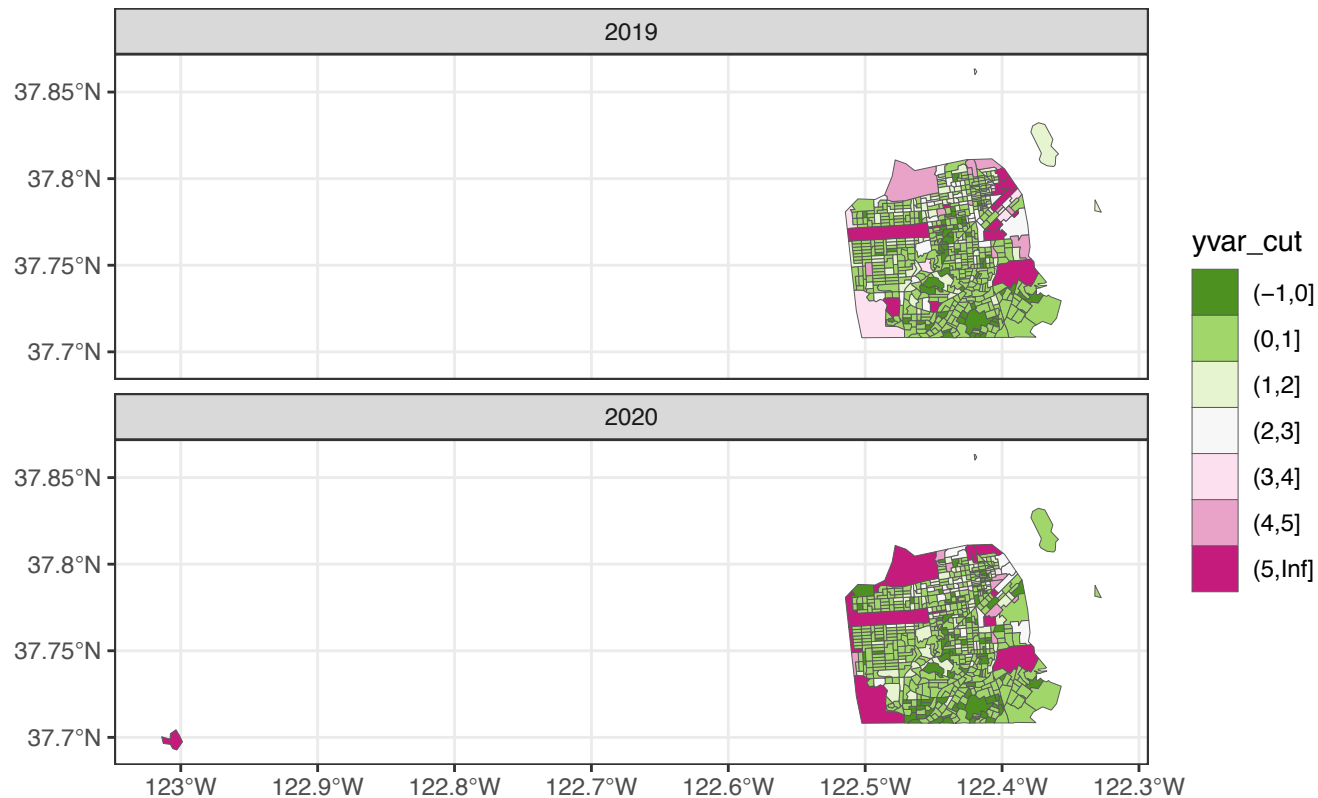 2019
37.85°N
37.8°N
37.75°N
37.7°N
2020
37.85°N
37.8°N
37.75°N
37.7°N
123°W 122.9°W 122.8°W 122.7°W 122.6°W 122.5°W 122.4°W 122.3°W
yvar_cut
(−1,0]
(0,1]
(1,2]
(2,3]
(3,4]
(4,5]
(5,Inf]